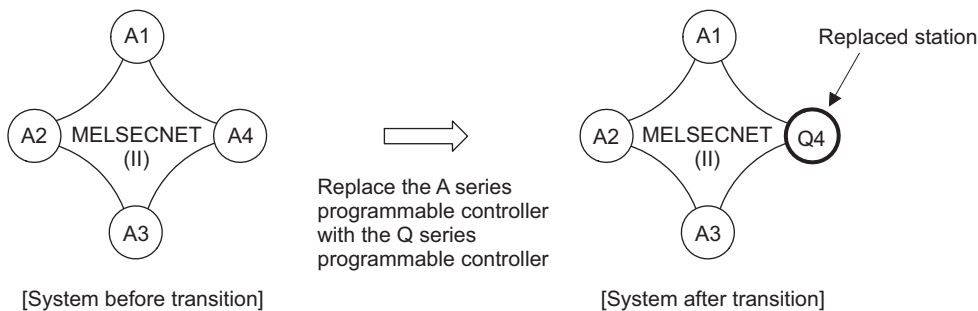 A1
A2
MELSECNET
(II)
A4
A3
[System before transition]
Replace the A series
programmable controller
with the Q series
programmable controller
Replaced station
A1
A2
MELSECNET
(II)
Q4
A3
[System after transition]